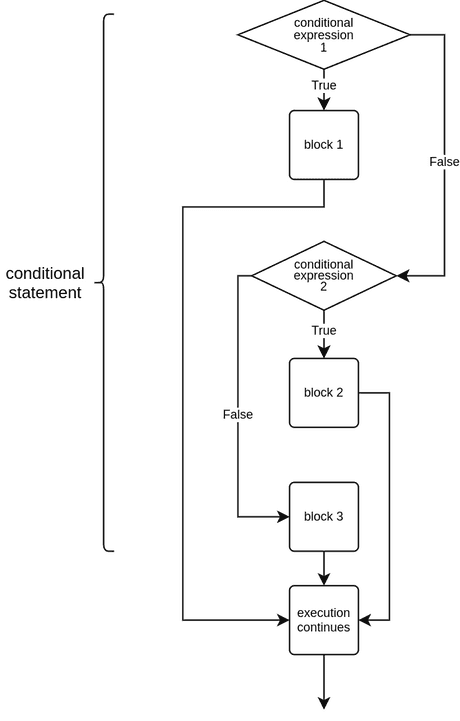 conditional
expression
1
True
block 1
False
conditional
statement
conditional
expression
2
True
block 2
False
block 3
execution
continues